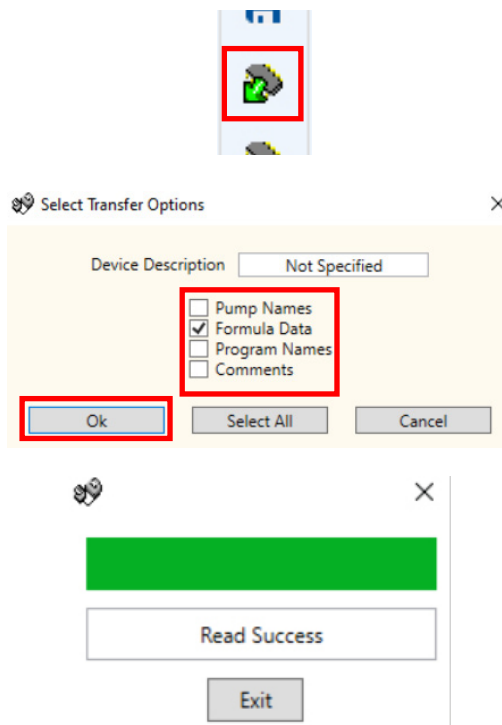 Select Transfer Options
Device Description Not Specified
Pump Names
Formula Data
Program Names
Comments
Ok Select All Cancel
Read Success
Exit